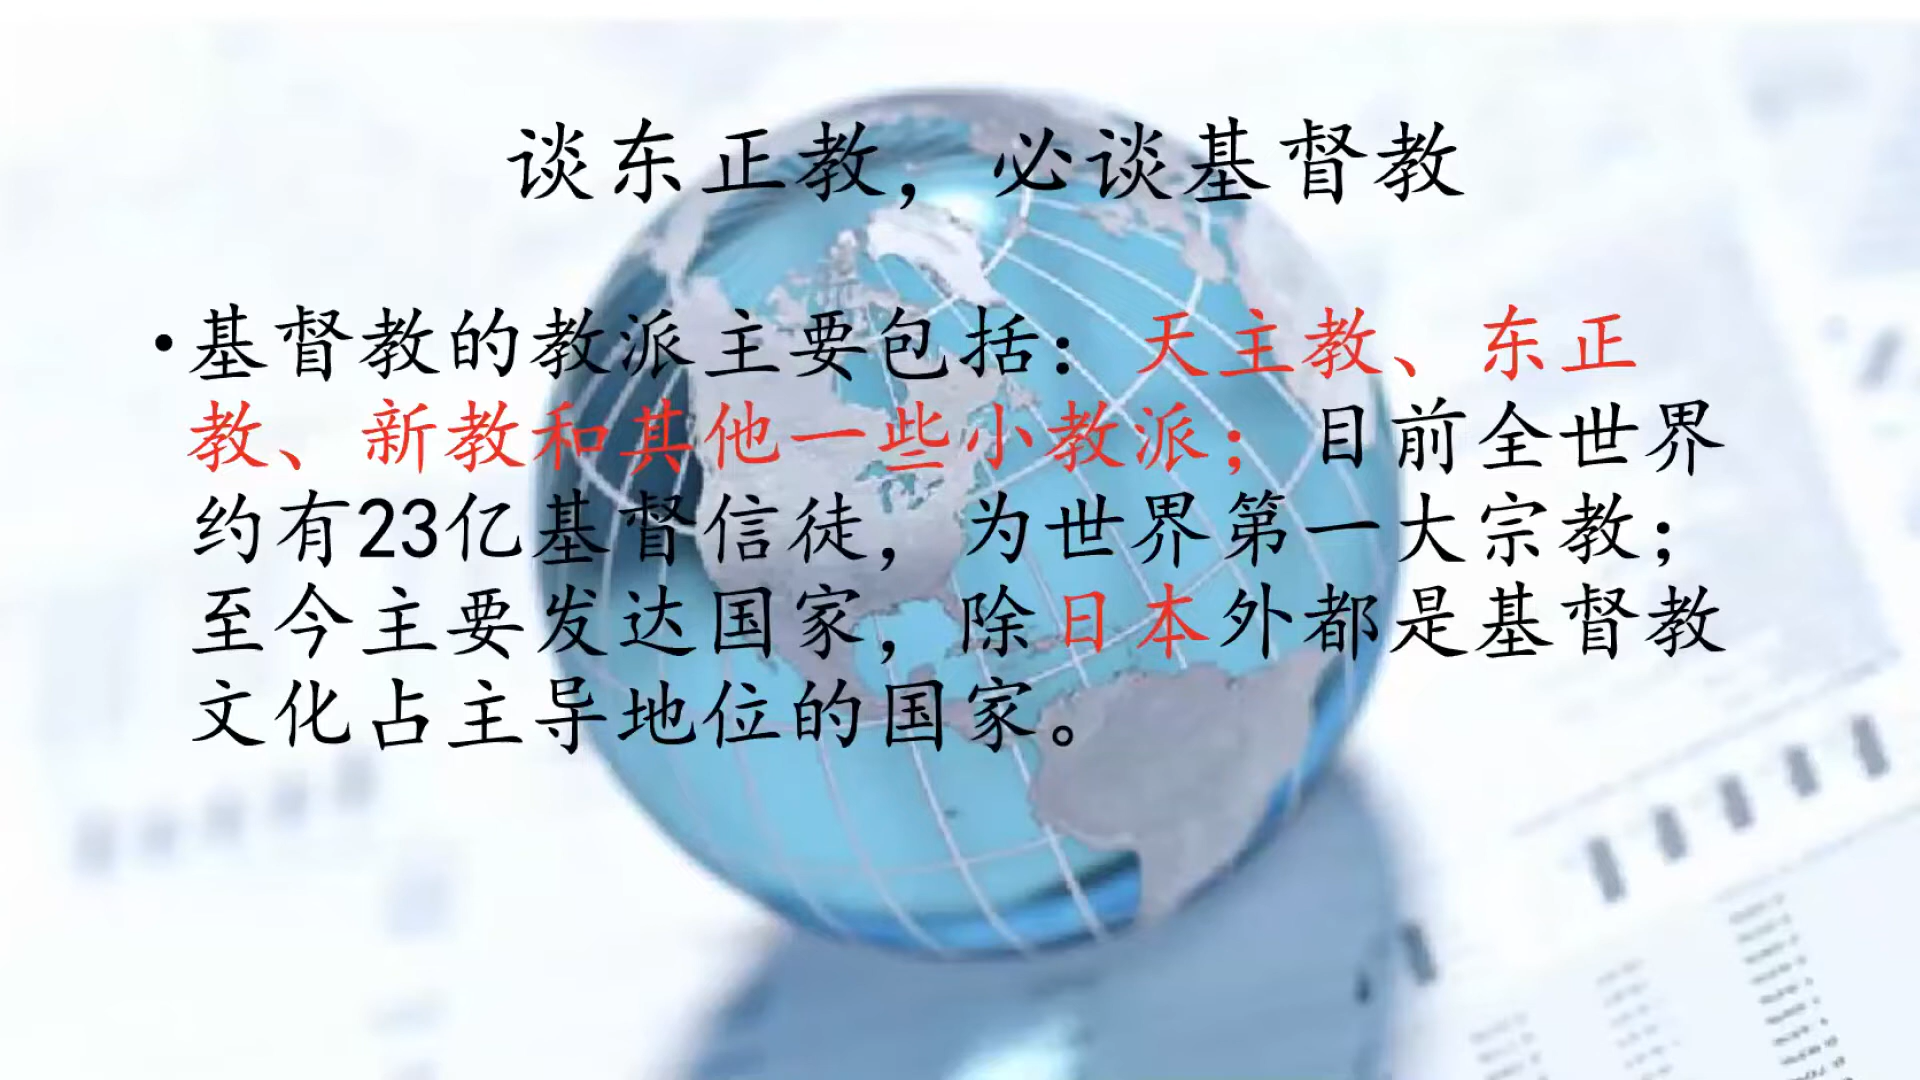 谈东正教，必谈基督教
•基督教的教派主要包括：天主教、东正
教、新教和其他一些小教派；目前全世界
约有23亿基督信徒，为世界第一大宗教；
至今主要发达国家，除日本外都是基督教
文化占主导地位的国家。